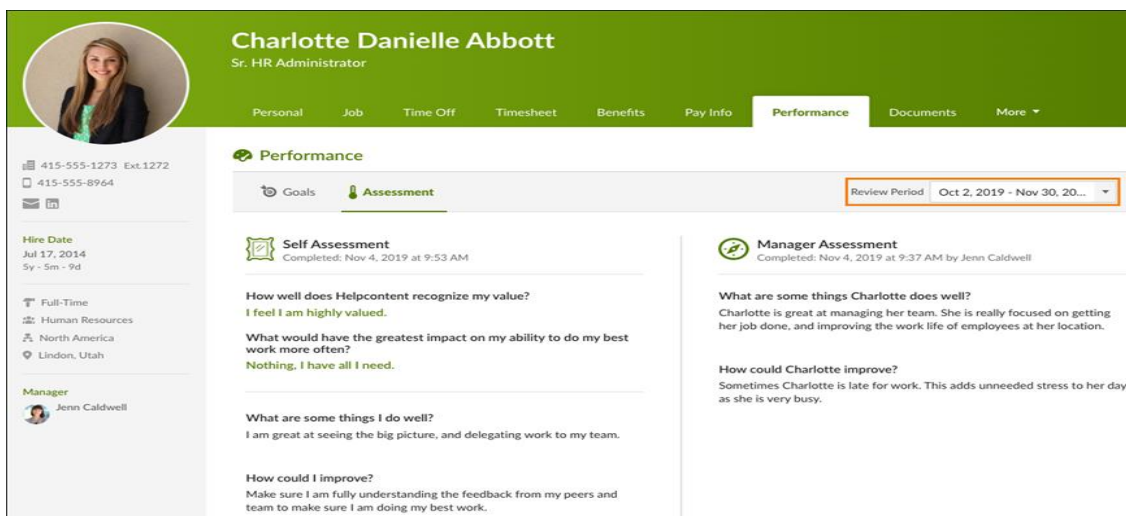 Charlotte Danielle Abbott
Sr. HR Administrator
Personal Job Time Off Timesheet Benefits Pay Info Performance Documents More
415-555-1273 Ext.1272
415-555-8964
Hire Date
Jul 17, 2014
5y - 5m - 9d
Full-Time
Human Resources
North America
Lindon, Utah
Manager
Jenn Caldwell
Performance
Goals Assessment
Review Period Oct 2, 2019 - Nov 30, 20...
Self Assessment
Completed: Nov 4, 2019 at 9:53 AM
How well does Helpcontent recognize my value?
I feel I am highly valued.
What would have the greatest impact on my ability to do my best
work more often?
Nothing, I have all I need.
What are some things I do well?
I am great at seeing the big picture, and delegating work to my team.
How could I improve?
Make sure I am fully understanding the feedback from my peers and
team to make sure I am doing my best work.
Manager Assessment
Completed: Nov 4, 2019 at 9:37 AM by Jenn Caldwell
What are some things Charlotte does well?
Charlotte is great at managing her team. She is really focused on getting
her job done, and improving the work life of employees at her location.
How could Charlotte improve?
Sometimes Charlotte is late for work. This adds unneeded stress to her day
as she is very busy.